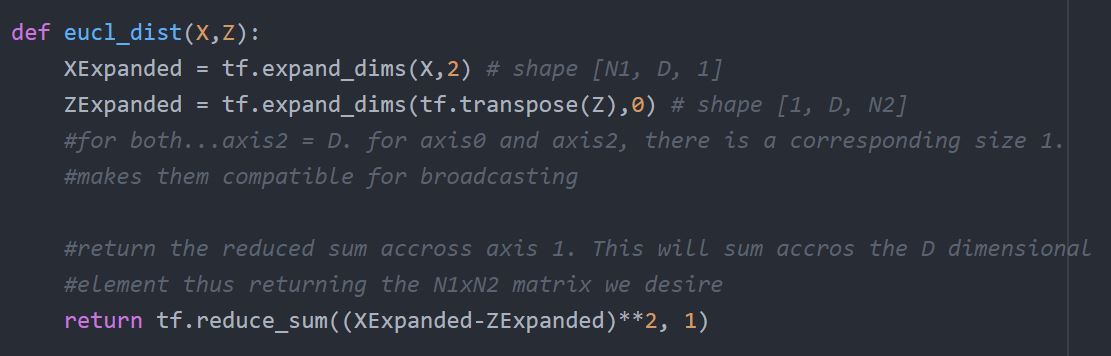 def eucl_dist(X,Z):
    XExpanded = tf.expand_dims(X,2) # shape [N1, D, 1]
    ZExpanded = tf.expand_dims(tf.transpose(Z),0) # shape [1, D, N2]
    #for both...axis2 = D. for axis0 and axis2, there is a corresponding size 1.
    #makes them compatible for broadcasting
    #return the reduced sum accross axis 1. This will sum accros the D dimensional
    #element thus returning the N1xN2 matrix we desire
    return tf.reduce_sum((XExpanded-ZExpanded)**2, 1)